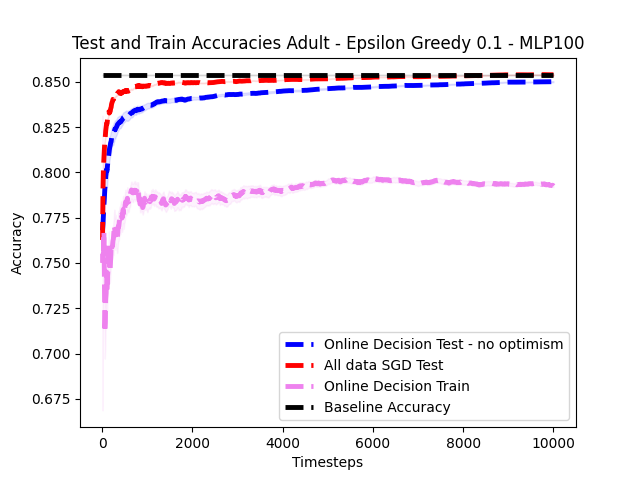 Test and Train Accuracies Adult - Epsilon Greedy 0.1 - MLP100
0.850
0.825
0.800
0.775
0.750
0.725
0.700
0.675
Accuracy
Online Decision Test - no optimism
All data SGD Test
Online Decision Train
Baseline Accuracy
0 2000 4000 6000 8000 10000
Timesteps